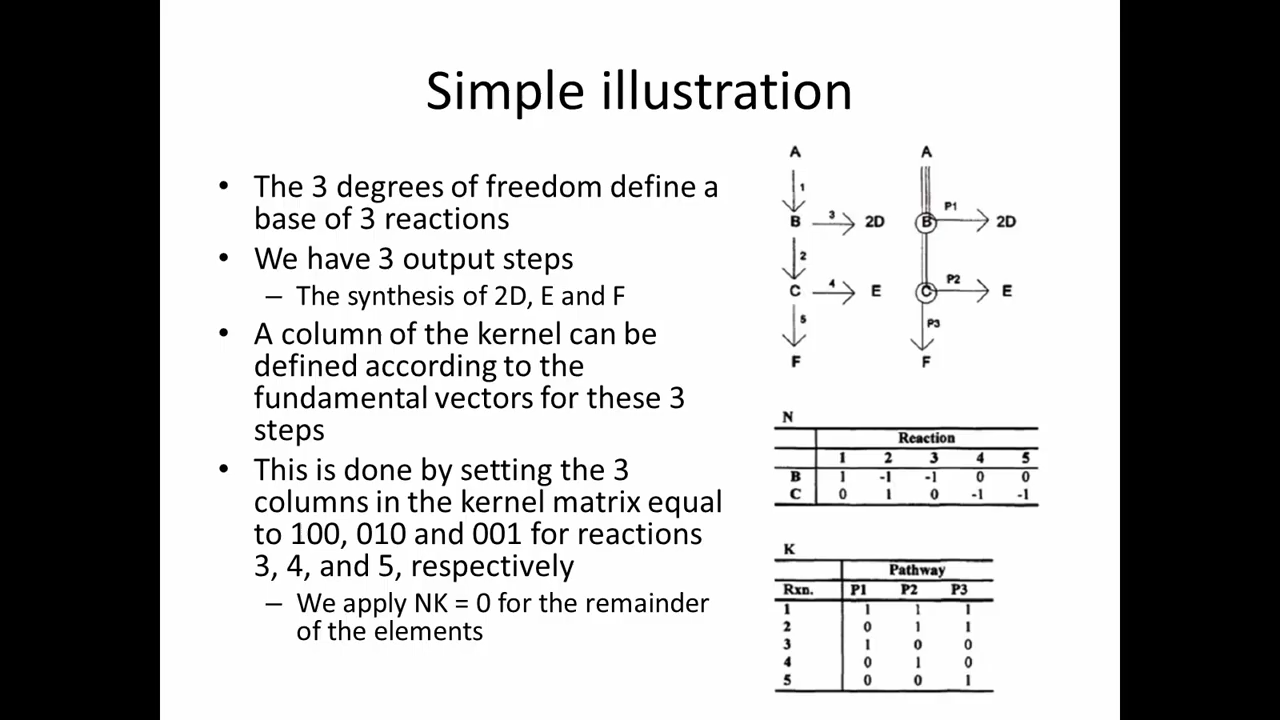 Simple illustration
• The 3 degrees of freedom define a
base of 3 reactions
• We have 3 output steps
– The synthesis of 2D, E and F
• A column of the kernel can be
defined according to the
fundamental vectors for these 3
steps
• This is done by setting the 3
columns in the kernel matrix equal
to 100, 010 and 001 for reactions
3, 4, and 5, respectively
– We apply NK = 0 for the remainder
of the elements
A A
1
P1
B 3 2D B 2D
2
P2
C 4 E C E
5 P3
F F
N
Reaction
1 2 3 4 5
B 1 -1 -1 0 0
C 0 1 0 -1 -1
K
Pathway
Rxn. P1 P2 P3
1 1 1 1
2 0 1 1
3 1 0 0
4 0 1 0
5 0 0 1